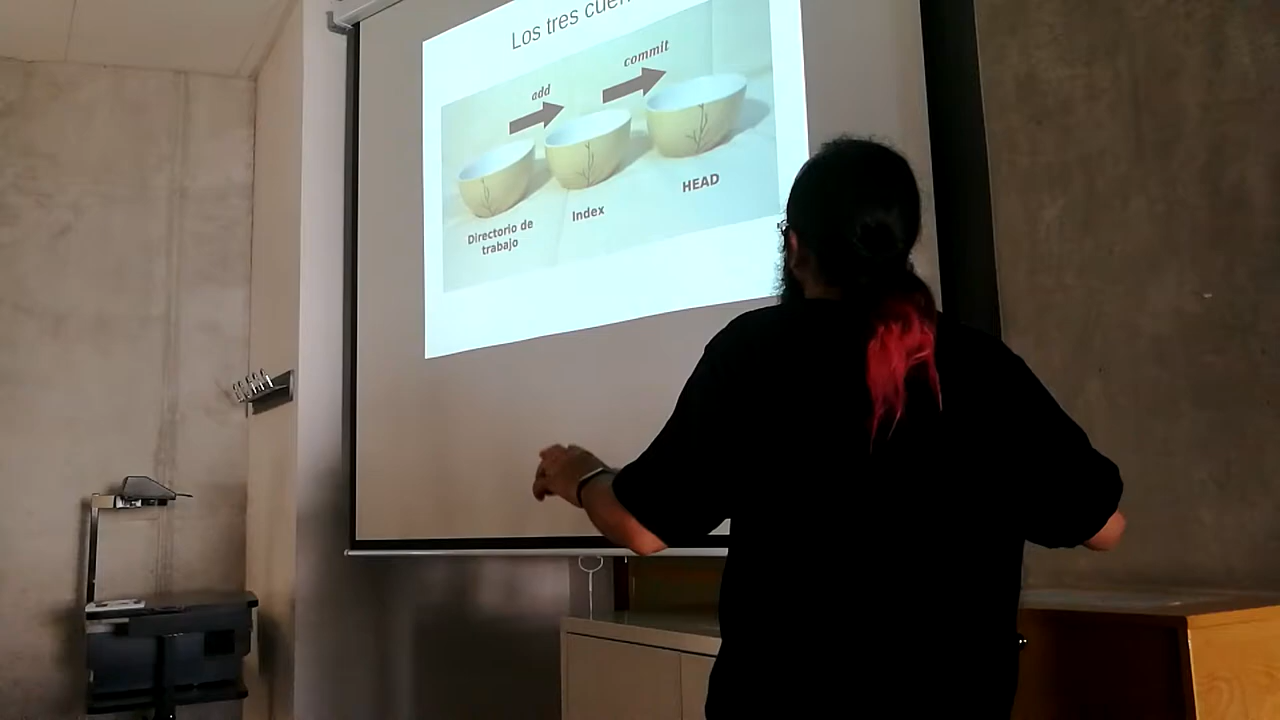 Los tres
add
commit
Directorio de
trabajo
Index
HEAD